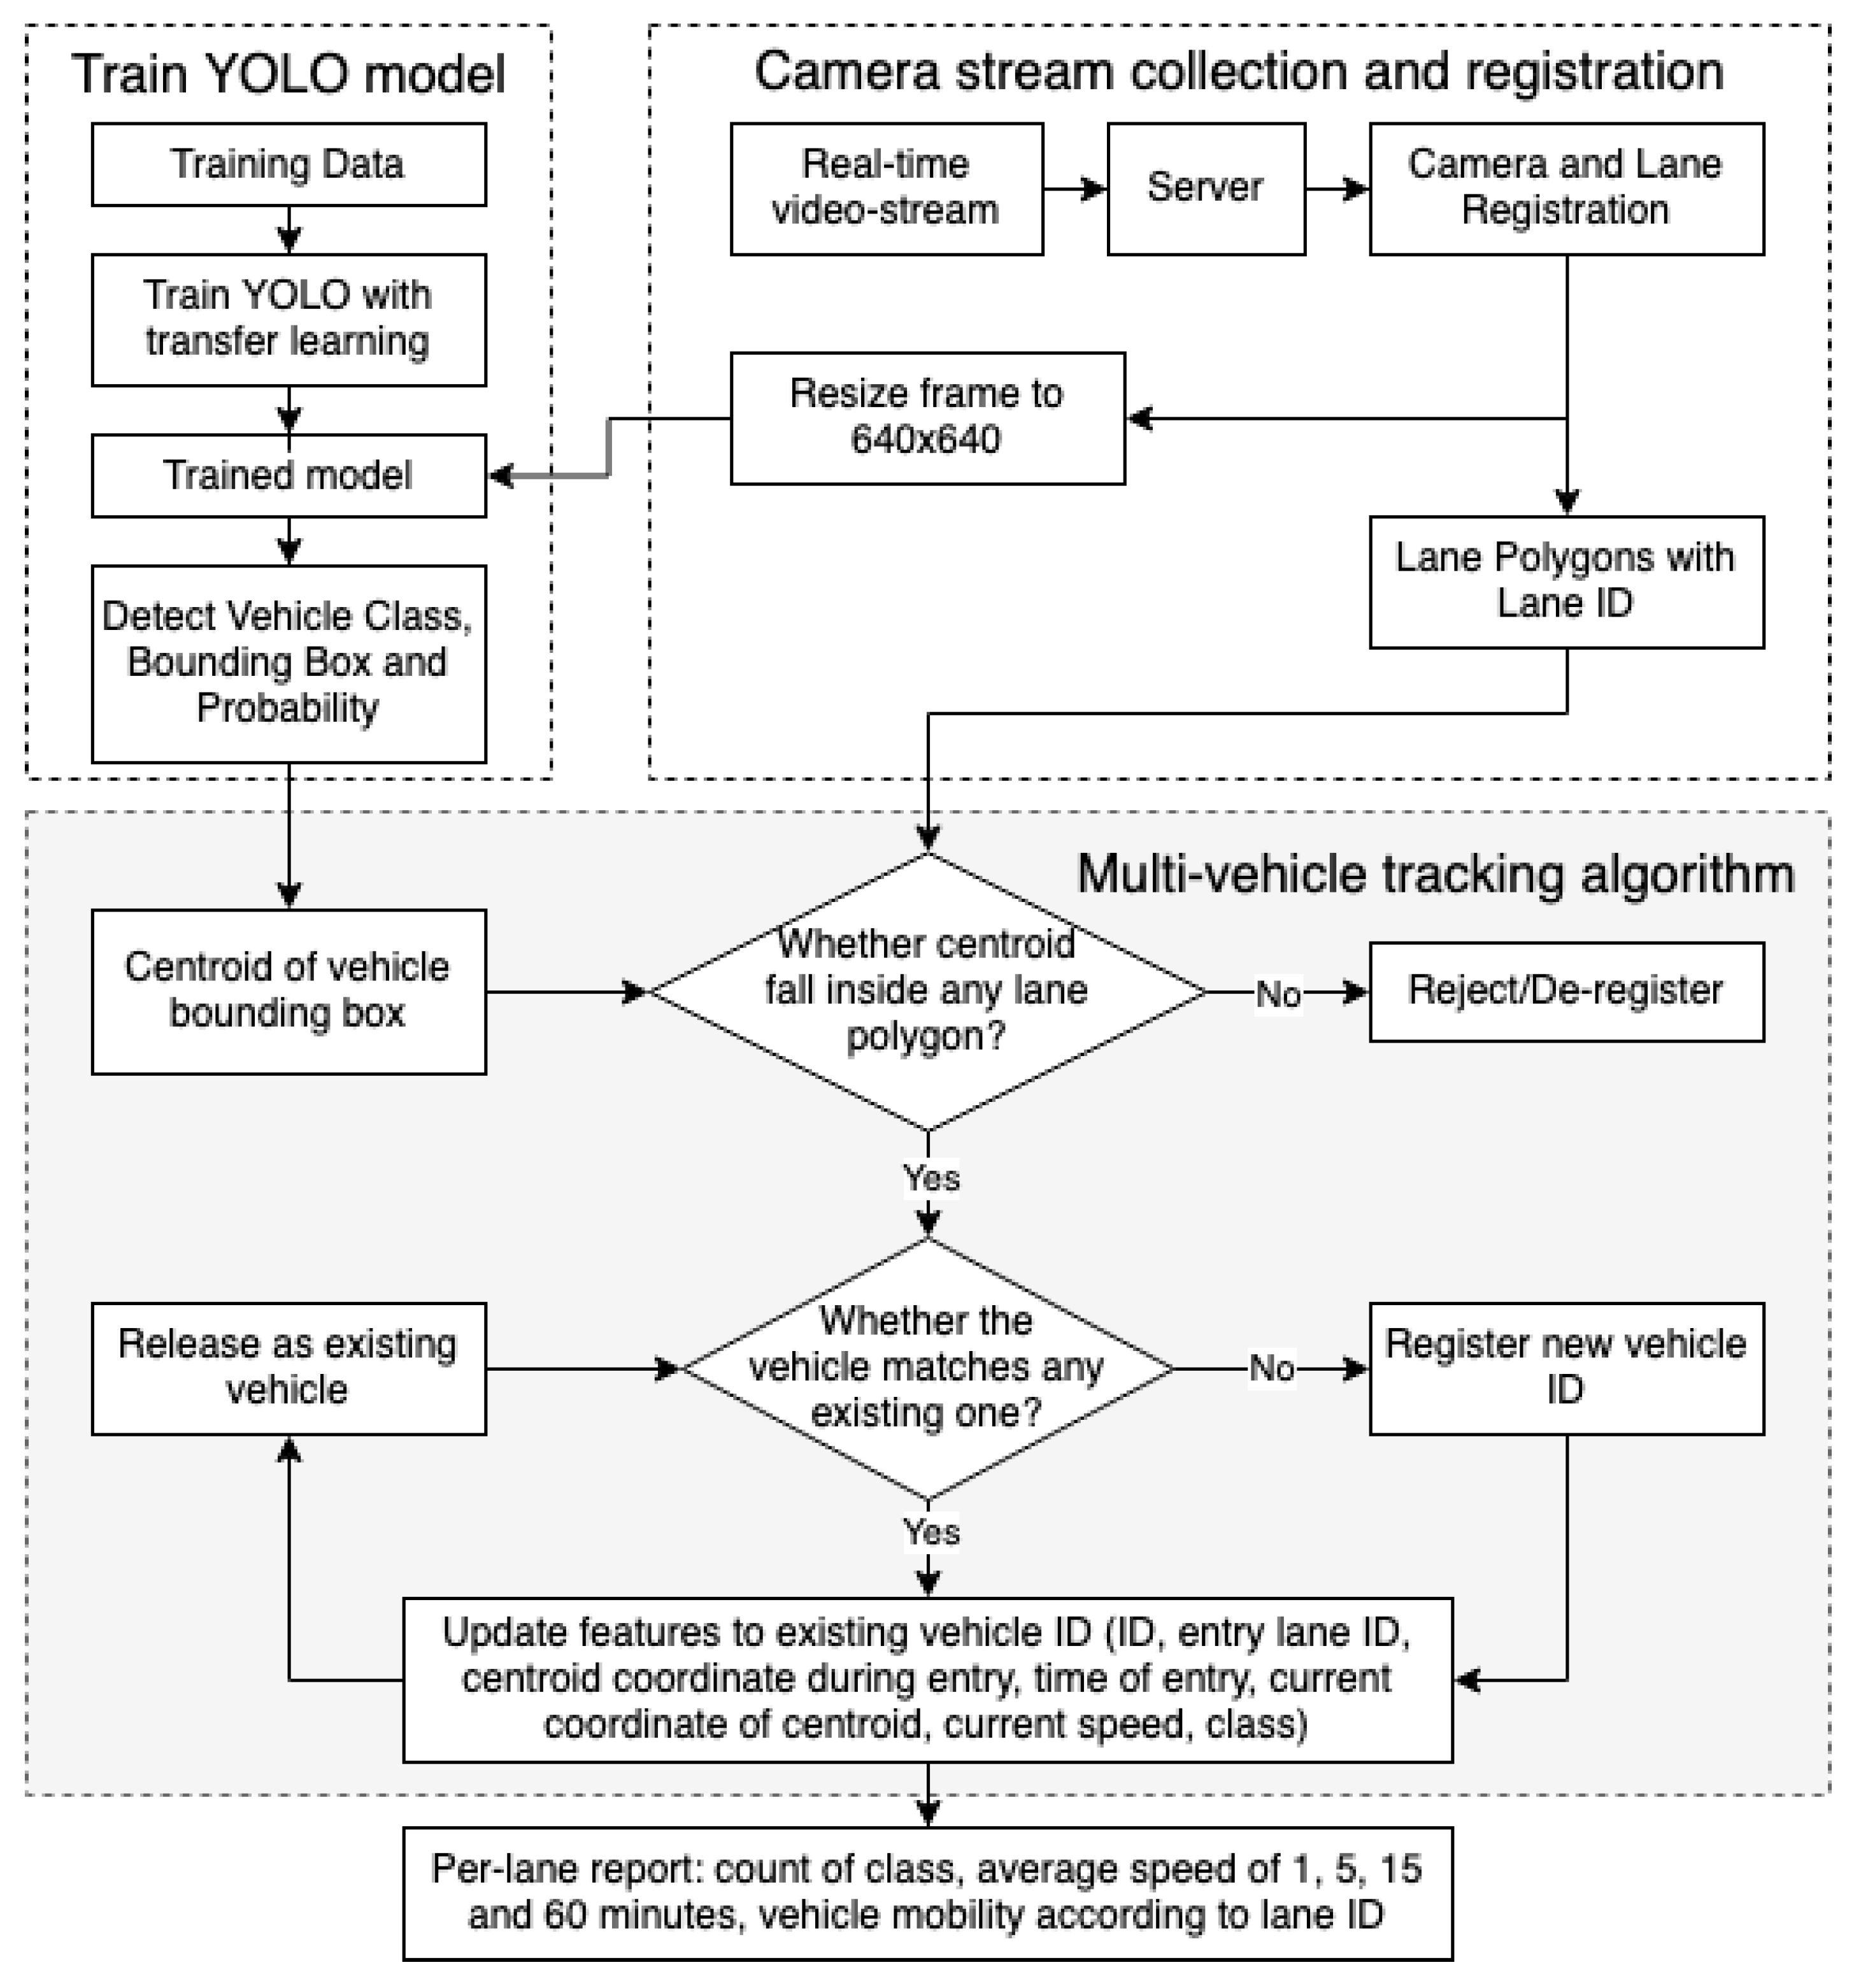 Train YOLO model
Training Data
Train YOLO with
transfer learning
Trained model
Detect Vehicle Class,
Bounding Box and
Probability
Camera stream collection and registration
Real-time
video-stream
Server
Camera and Lane
Registration
Resize frame to
640x640
Lane Polygons with
Lane ID
Multi-vehicle tracking algorithm
Centroid of vehicle
bounding box
Whether centroid
fall inside any lane
polygon?
No
Reject/De-register
Yes
Release as existing
vehicle
Whether the
vehicle matches any
existing one?
No
Register new vehicle
ID
Yes
Update features to existing vehicle ID (ID, entry lane ID,
centroid coordinate during entry, time of entry, current
coordinate of centroid, current speed, class)
Per-lane report: count of class, average speed of 1, 5, 15
and 60 minutes, vehicle mobility according to lane ID